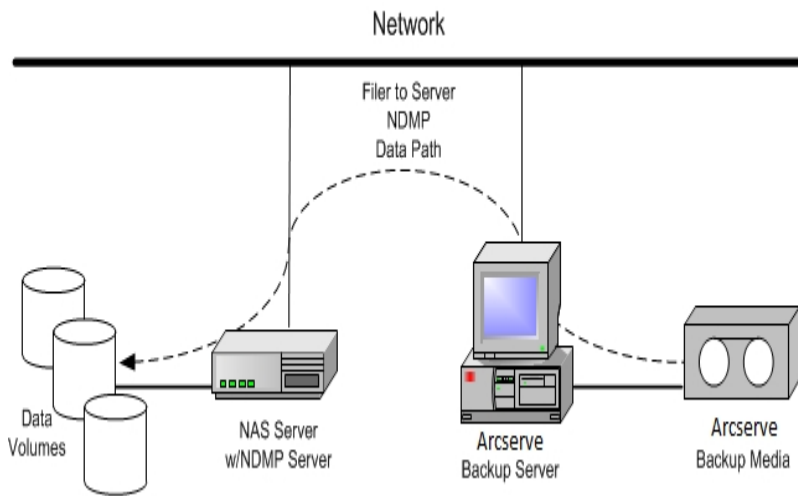 Network
Filer to Server
NDMP
Data Path
Data
Volumes
NAS Server
w/NDMP Server
Arcserve
Backup Server
Arcserve
Backup Media